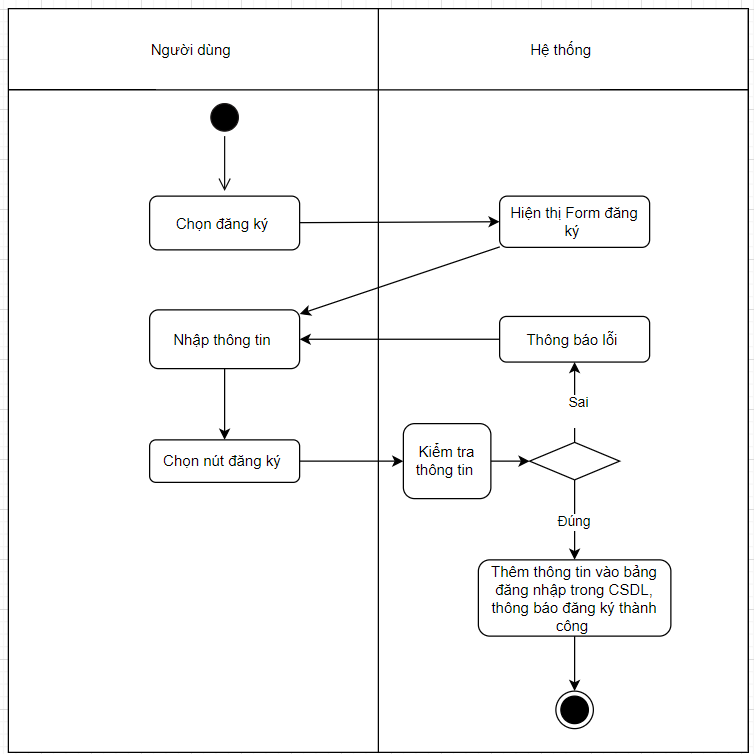 Người dùng
Hệ thống
Chọn đăng ký
Hiện thị Form đăng
ký
Nhập thông tin
Thông báo lỗi
Sai
Chọn nút đăng ký
Kiểm tra
thông tin
Đúng
Thêm thông tin vào bảng
đăng nhập trong CSDL,
thông báo đăng ký thành
công